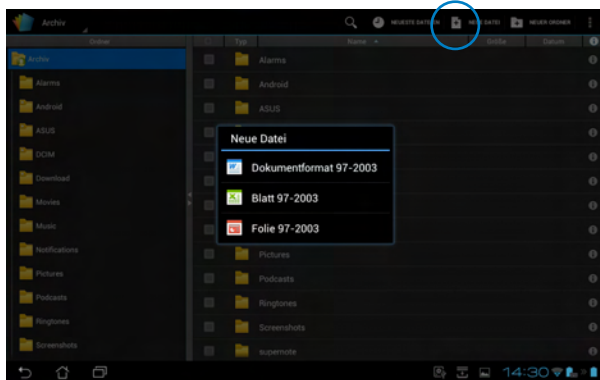 Archiv
NEUESTE DATEIEN
NEUE DATEI
NEUER ORDNER
Ordner
Typ
Name
Größe
Datum
Archiv
Alarms
Android
ASUS
DCIM
Download
Movies
Music
Notifications
Pictures
Podcasts
Ringtones
Screenshots
Alarms
Android
ASUS
Neue Datei
Dokumentformat 97-2003
Blatt 97-2003
Folie 97-2003
Pictures
Podcasts
Ringtones
Screenshots
supernote
14:30